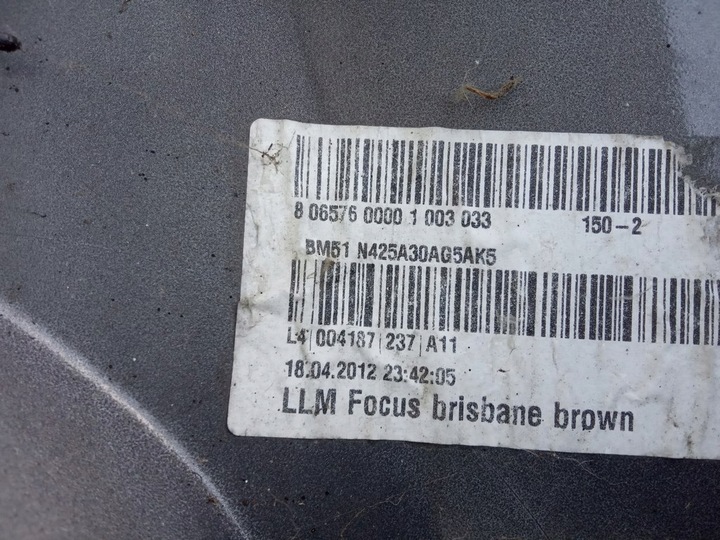 8 06576 0000 1 003 033 150-2
BM51 N425A30AG5AK5
L4|004187|237|A11
18.04.2012 23:42:05
LLM Focus brisbane brown